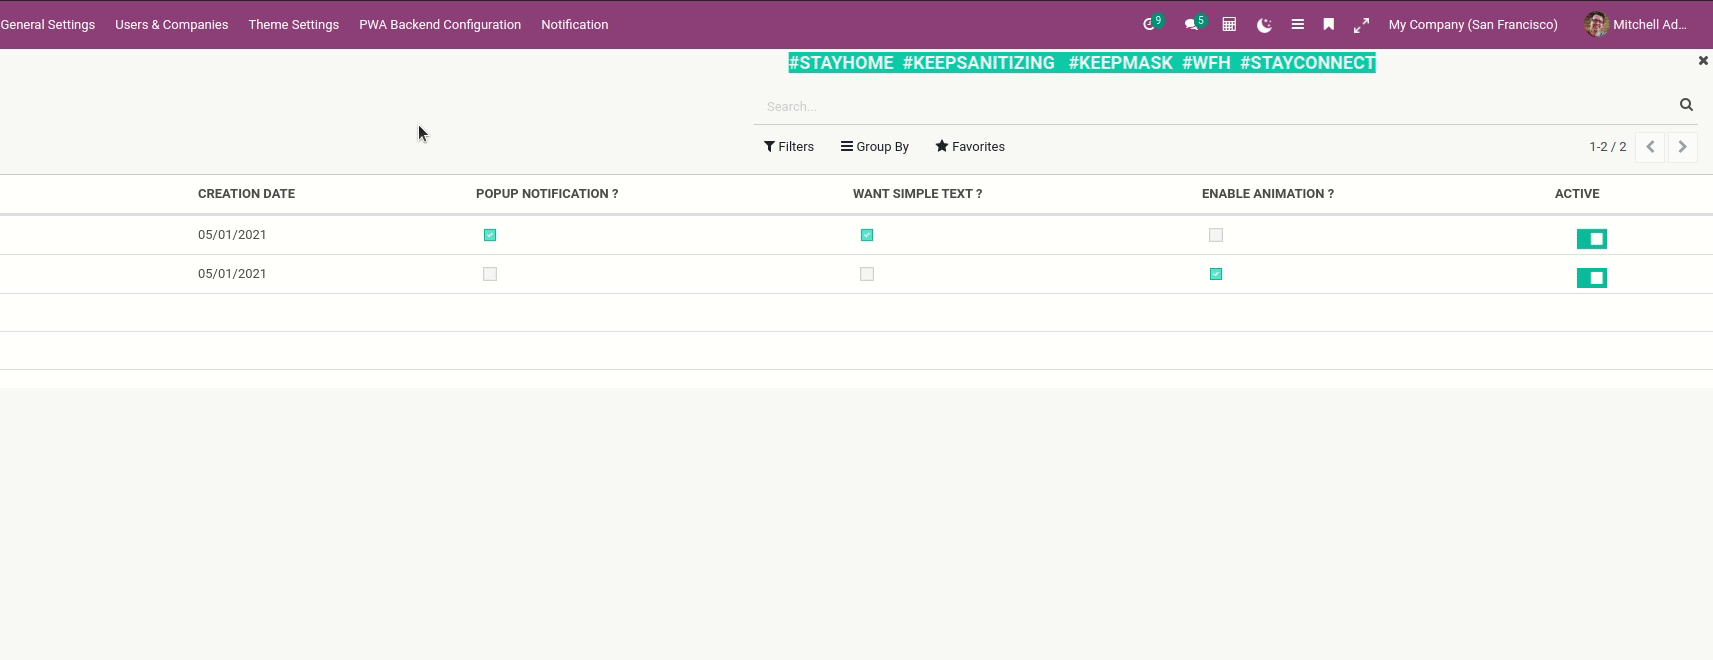 General Settings Users & Companies Theme Settings PWA Backend Configuration Notification 9 5 My Company (San Francisco) Mitchell Ad...
#STAYHOME #KEEPSANITIZING #KEEPMASK #WFH #STAYCONNECT
Search...
Filters Group By Favorites 1-2 / 2
CREATION DATE POPUP NOTIFICATION ? WANT SIMPLE TEXT ? ENABLE ANIMATION ? ACTIVE
05/01/2021
05/01/2021